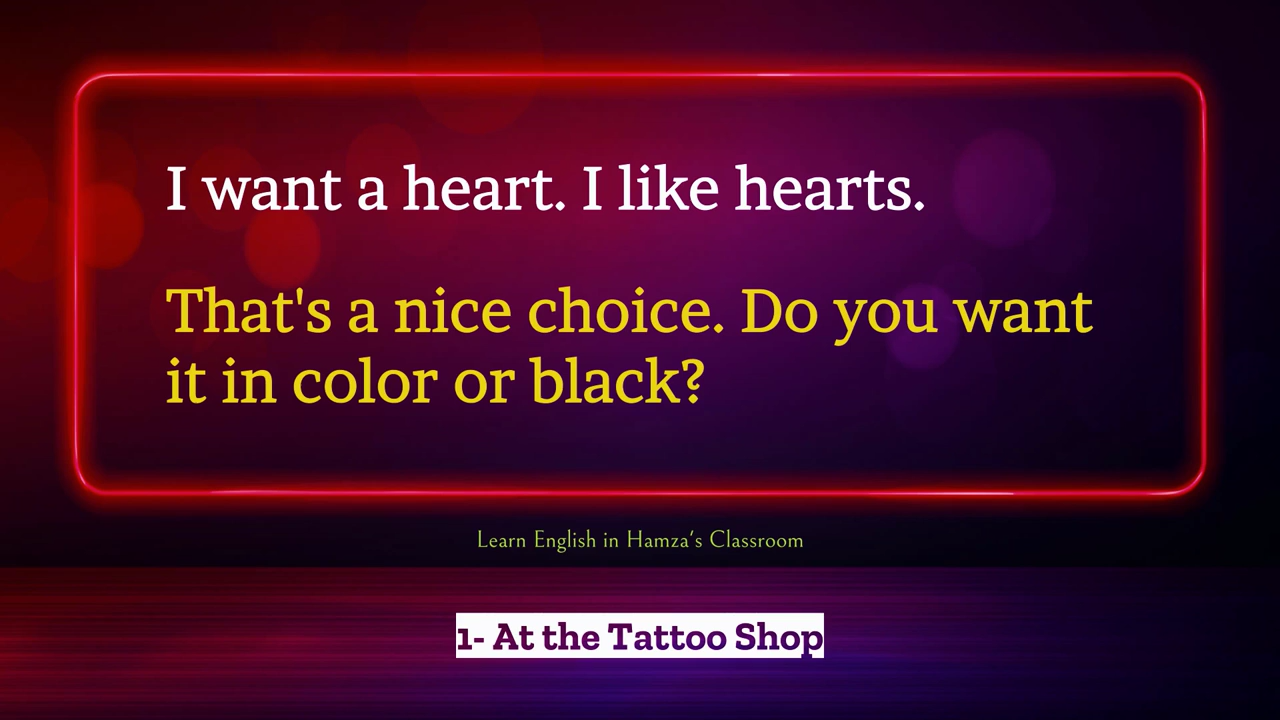 I want a heart. I like hearts.
That's a nice choice. Do you want
it in color or black?
Learn English in Hamza's Classroom
1- At the Tattoo Shop